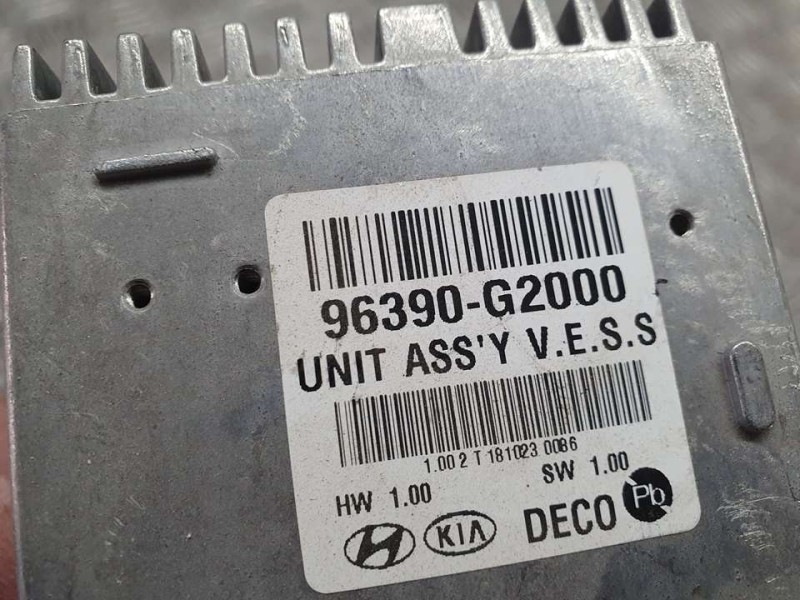 96390-G2000
UNIT ASS'Y V.E.S.S
1.00 2 T 181023 0086
HW 1.00 SW 1.00
KIA DECO Pb